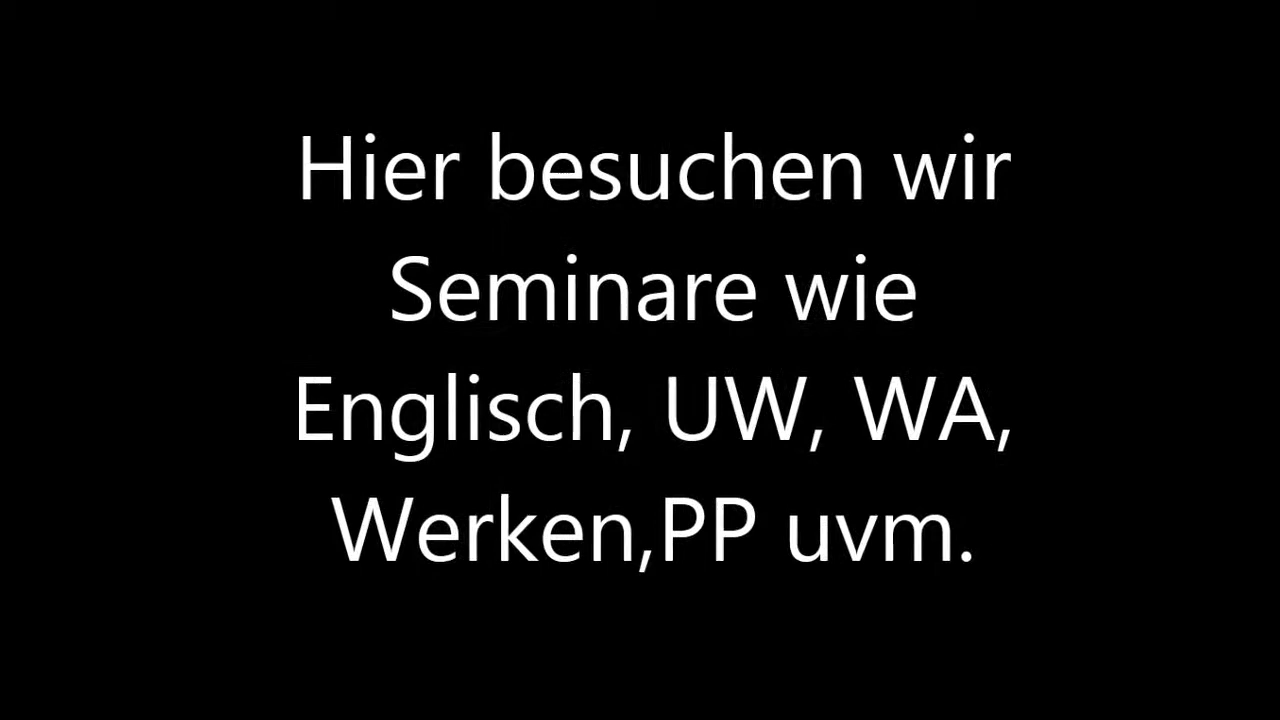 Hier besuchen wir
Seminare wie
Englisch, UW, WA,
Werken,PP uvm.